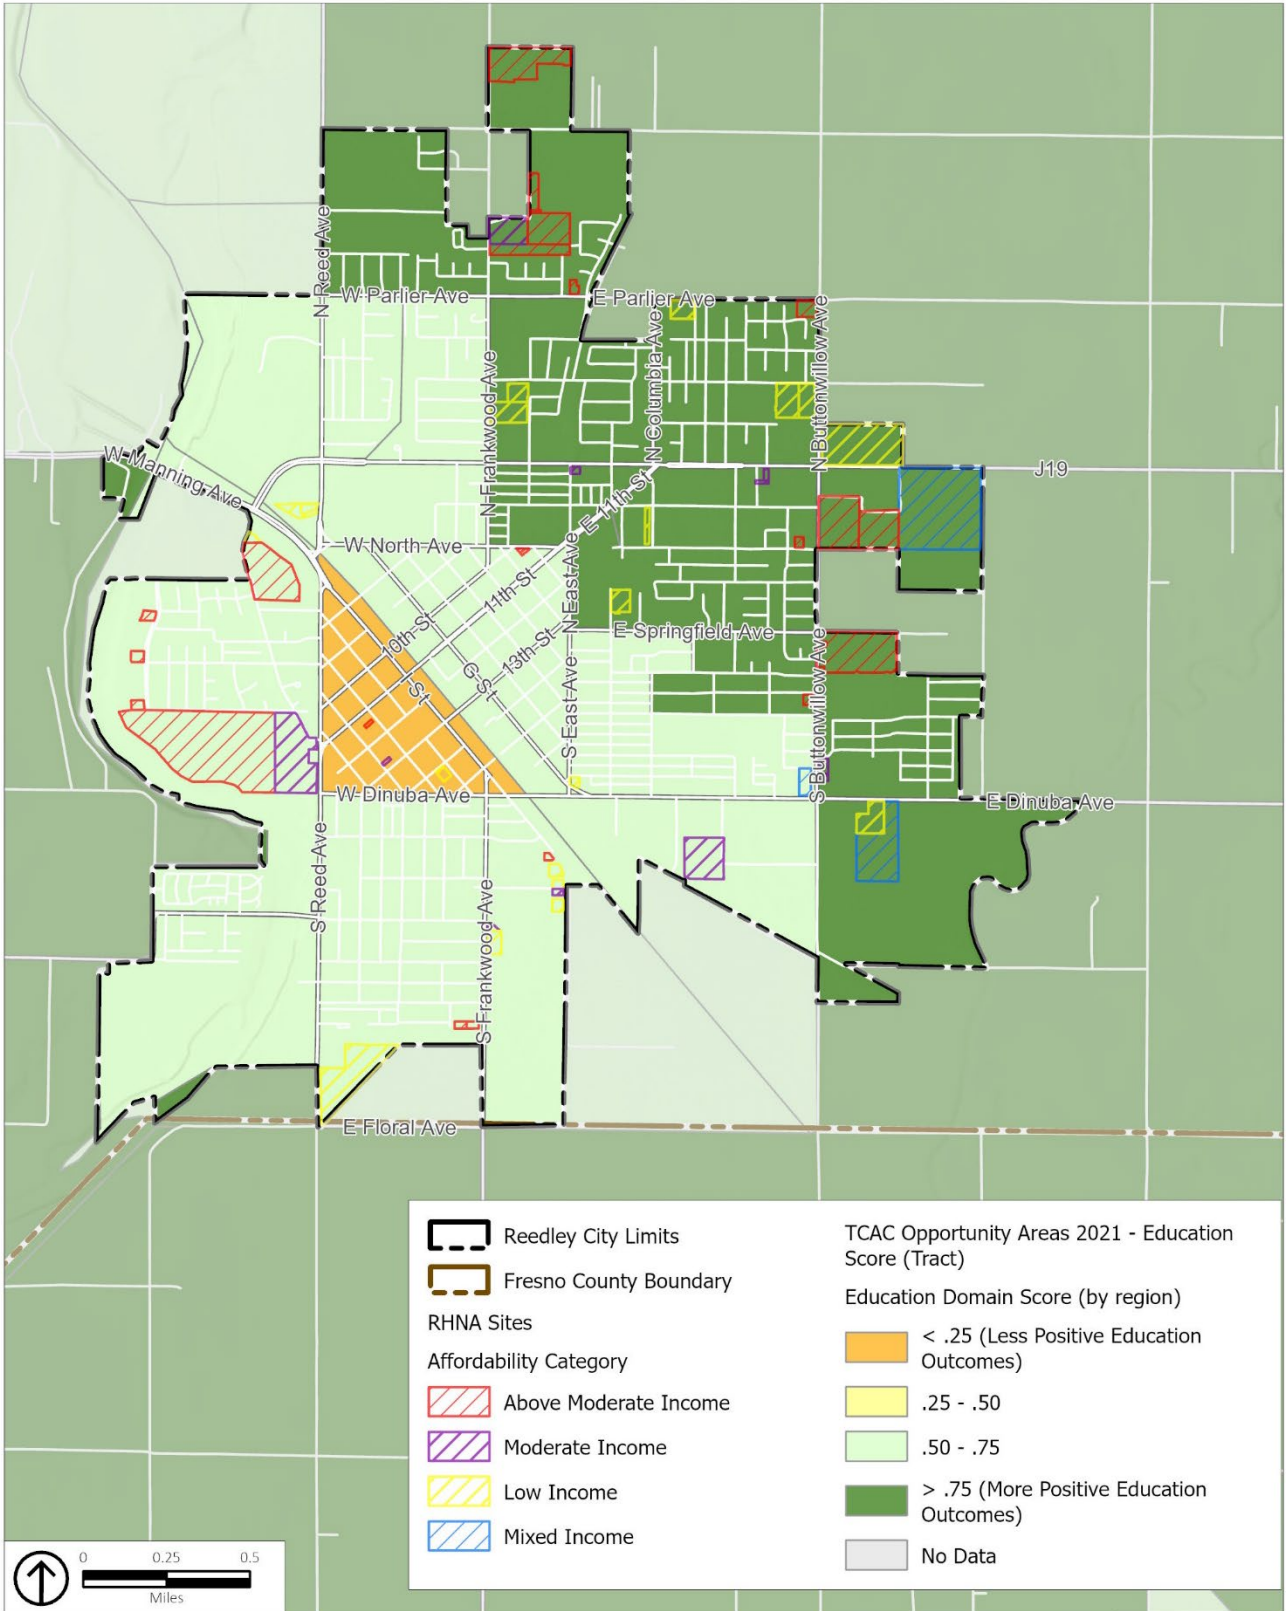 N Reed Ave
W Parlier Ave
E Parlier Ave
N Frankwood Ave
N Columbia Ave
N Buttonwillow Ave
W Manning Ave
J19
E 11th St
W North Ave
11th St
10th St
13th St
N East Ave
E Springfield Ave
G St
I St
S East Ave
S Buttonwillow Ave
W Dinuba Ave
E Dinuba Ave
S Reed Ave
S Frankwood Ave
E Floral Ave
Reedley City Limits
Fresno County Boundary
RHNA Sites
Affordability Category
Above Moderate Income
Moderate Income
Low Income
Mixed Income
TCAC Opportunity Areas 2021 - Education
Score (Tract)
Education Domain Score (by region)
< .25 (Less Positive Education
Outcomes)
.25 - .50
.50 - .75
> .75 (More Positive Education
Outcomes)
No Data
0 0.25 0.5
Miles